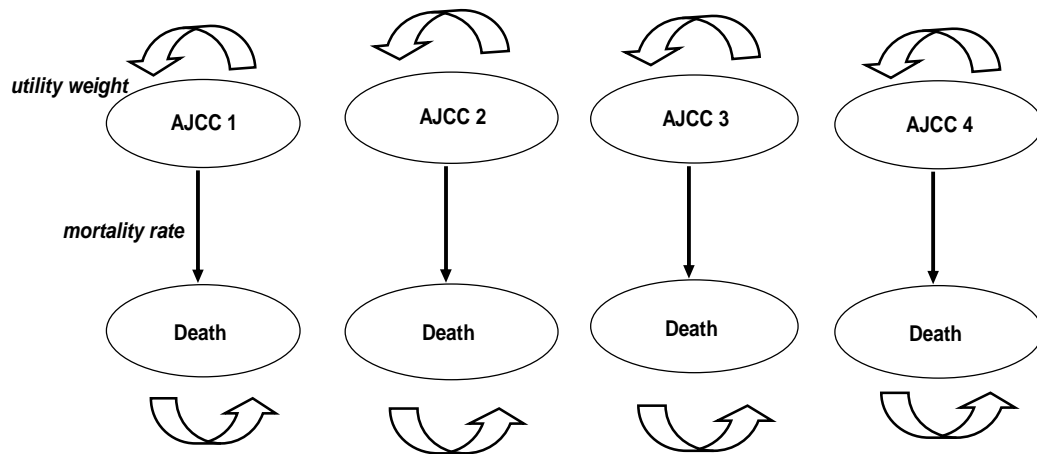 utility weight
AJCC 1
AJCC 2
AJCC 3
AJCC 4
mortality rate
Death
Death
Death
Death